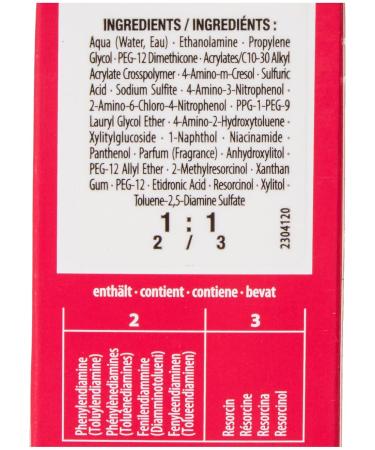 INGREDIENTS / INGREDIÉNTS :
Aqua (Water, Eau) · Ethanolamine · Propylene
Glycol · PEG-12 Dimethicone · Acrylates/C10-30 Alkyl
Acrylate Crosspolymer · 4-Amino-m-Cresol · Sulfuric
Acid · Sodium Sulfite · 4-Amino-3-Nitrophenol ·
2-Amino-6-Chloro-4-Nitrophenol · PPG-1-PEG-9
Lauryl Glycol Ether · 4-Amino-2-Hydroxytoluene ·
Xylitylglucoside · 1-Naphthol · Niacinamide ·
Panthenol · Parfum (Fragrance) · Anhydroxylitol ·
PEG-12 Allyl Ether · 2-Methylresorcinol · Xanthan
Gum · PEG-12 · Etidronic Acid · Resorcinol · Xylitol ·
Toluene-2,5-Diamine Sulfate
1 : 1
2 / 3
2304120
enthält · contient · contiene · bevat
2
3
Phenylendiamine
(Toluylendiamine)
Phénylènediamines
(Toluènediamines)
Fenilendiammine
(Diamminotolueni)
Fenyleendiaminen
(Tolueendiaminen)
Resorcin
Résorcine
Resorcina
Resorcinol